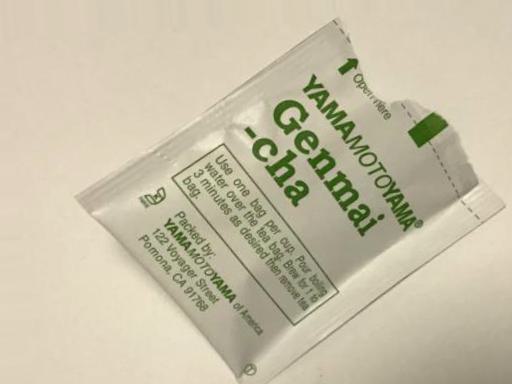 Open Here
YAMAMOTOYAMA®
Genmai
-cha
Use one bag per cup. Pour boiling
water over the tea bag. Brew for 1 to
3 minutes as desired then remove tea
bag.
Packed by:
YAMAMOTOYAMA of America
122 Voyager Street
Pomona, CA 91768